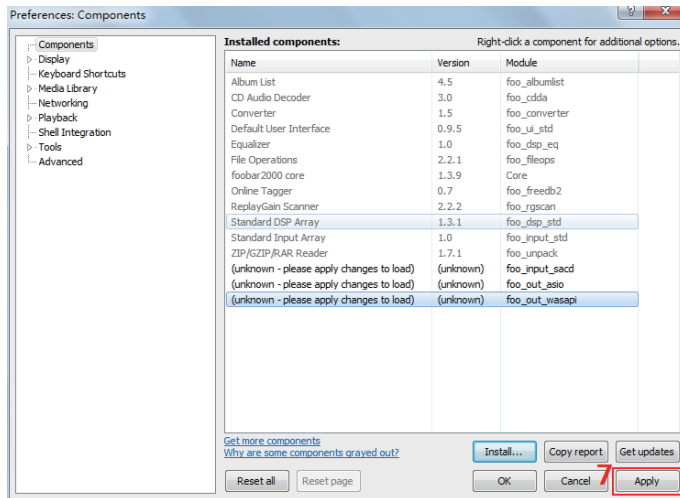 Preferences: Components
Components
Display
Keyboard Shortcuts
Media Library
Networking
Playback
Shell Integration
Tools
Advanced
Installed components: Right-click a component for additional options.
Name Version Module
Album List 4.5 foo_albumlist
CD Audio Decoder 3.0 foo_cdda
Converter 1.5 foo_converter
Default User Interface 0.9.5 foo_ui_std
Equalizer 1.0 foo_dsp_eq
File Operations 2.2.1 foo_fileops
foobar2000 core 1.3.9 Core
Online Tagger 0.7 foo_freedb2
ReplayGain Scanner 2.2.2 foo_rgscan
Standard DSP Array 1.3.1 foo_dsp_std
Standard Input Array 1.0 foo_input_std
ZIP/GZIP/RAR Reader 1.7.1 foo_unpack
(unknown - please apply changes to load) (unknown) foo_input_sacd
(unknown - please apply changes to load) (unknown) foo_out_asio
(unknown - please apply changes to load) (unknown) foo_out_wasapi
Get more components
Why are some components grayed out?
Install... Copy report Get updates
Reset all Reset page OK Cancel 7 Apply